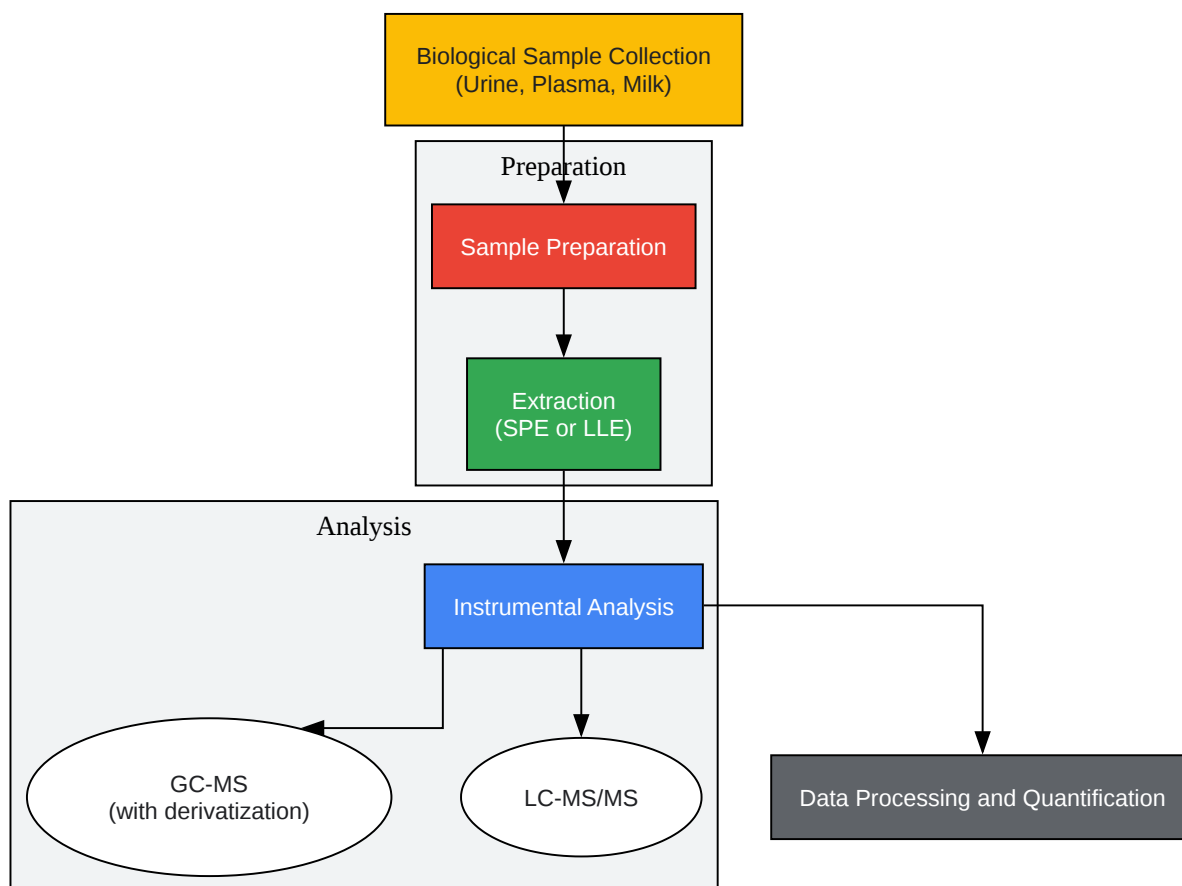 Biological Sample Collection
(Urine, Plasma, Milk)
Preparation
Sample Preparation
Extraction
(SPE or LLE)
Analysis
Instrumental Analysis
GC-MS
(with derivatization)
LC-MS/MS
Data Processing and Quantification